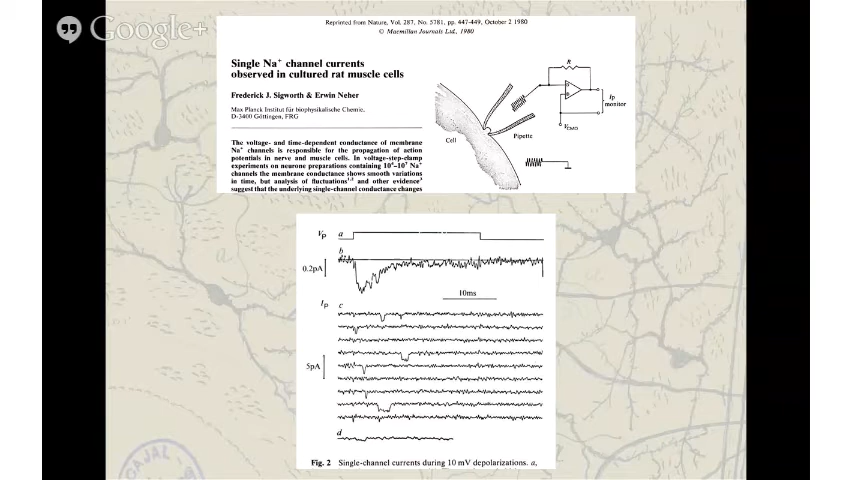 Google+
Reprinted from Nature, Vol. 287, No. 5781, pp. 447-449, October 2 1980
© Macmillan Journals Ltd., 1980
Single Na⁺ channel currents
observed in cultured rat muscle cells
Frederick J. Sigworth & Erwin Neher
Max Planck Institut für biophysikalische Chemie,
D-3400 Göttingen, FRG
The voltage- and time-dependent conductance of membrane
Na⁺ channels is responsible for the propagation of action
potentials in nerve and muscle cells. In voltage-step-clamp
experiments on neurone preparations containing 10⁴–10⁷ Na⁺
channels the membrane conductance shows smooth variations
in time, but analysis of fluctuations¹,² and other evidence³
suggest that the underlying single-channel conductance changes
R
Ip
monitor
Cell
Pipette
VP a
b
0.2pA
10ms
IP c
5pA
d
Fig. 2 Single-channel currents during 10 mV depolarizations. a,
CAJAL